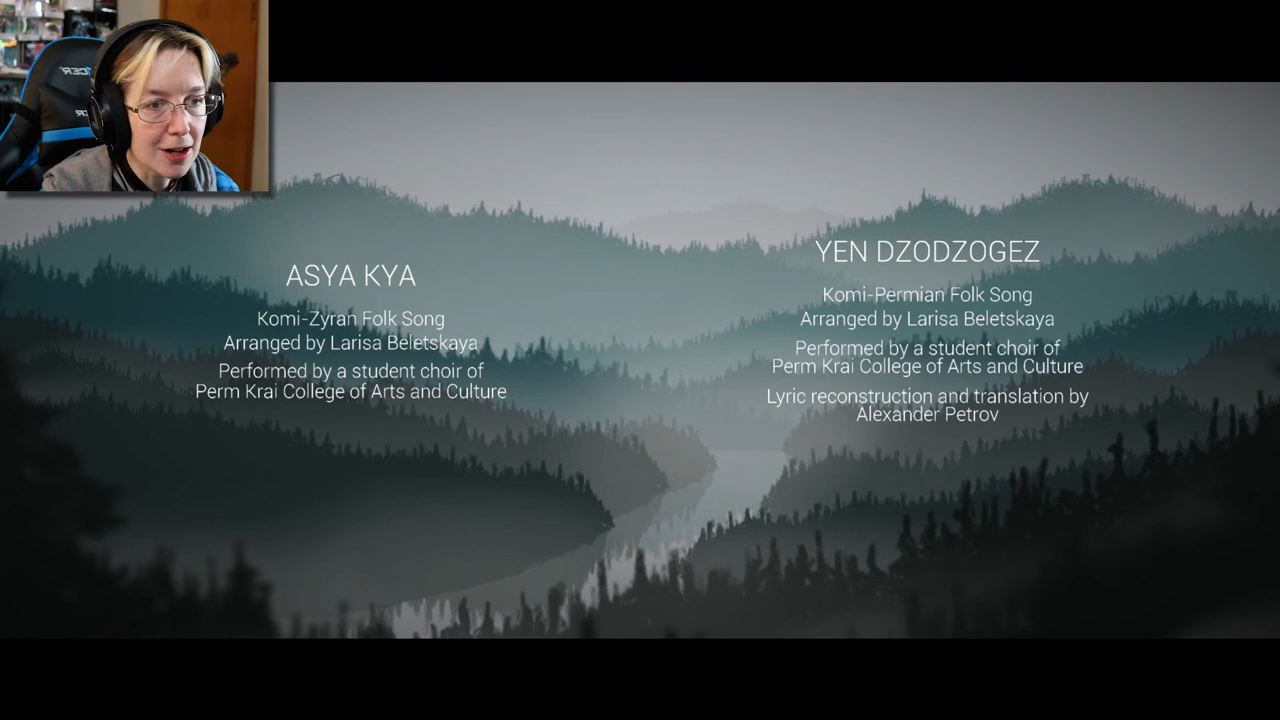 ASYA KYA
Komi-Zyran Folk Song
Arranged by Larisa Beletskaya
Performed by a student choir of
Perm Krai College of Arts and Culture
YEN DZODZOGEZ
Komi-Permian Folk Song
Arranged by Larisa Beletskaya
Performed by a student choir of
Perm Krai College of Arts and Culture
Lyric reconstruction and translation by
Alexander Petrov